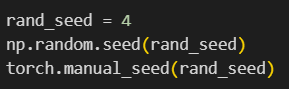 rand_seed = 4
np.random.seed(rand_seed)
torch.manual_seed(rand_seed)